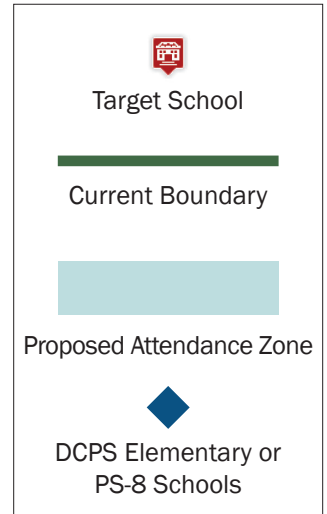 Target School
Current Boundary
Proposed Attendance Zone
DCPS Elementary or
PS-8 Schools